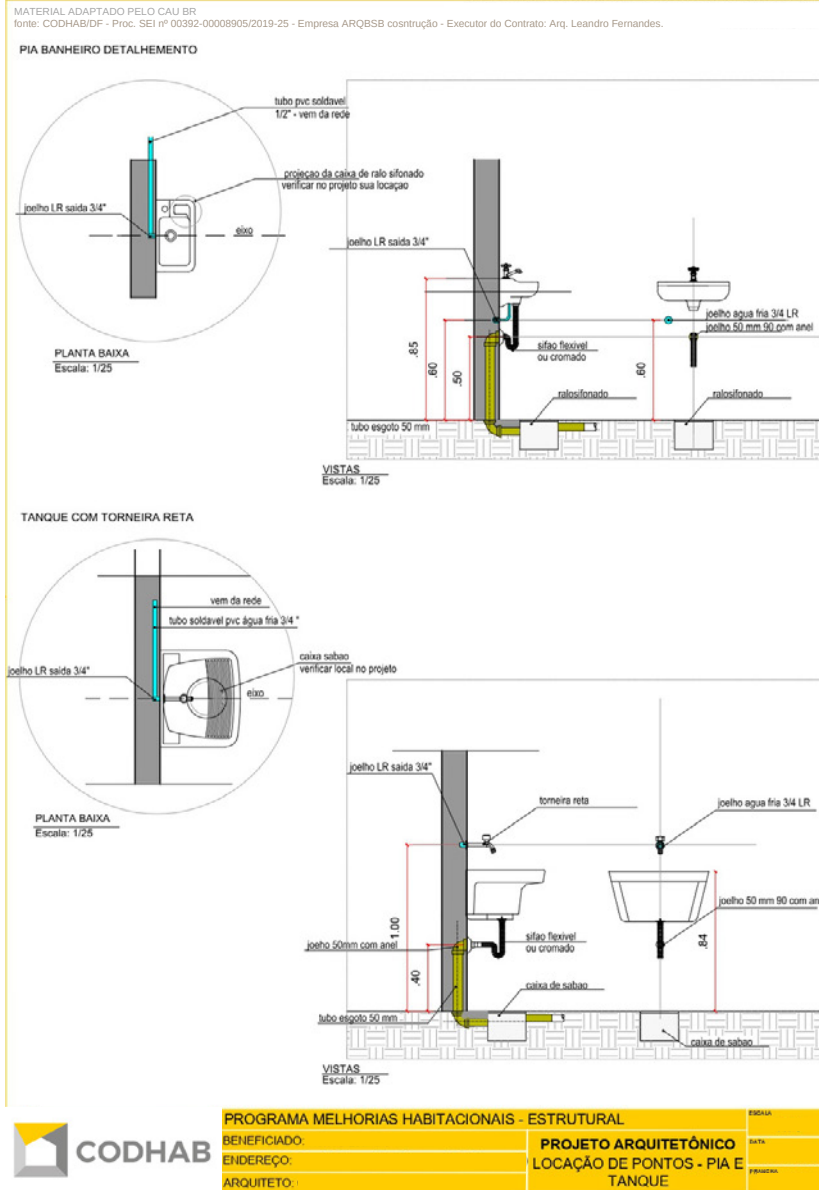 MATERIAL ADAPTADO PELO CAU BR
fonte: CODHAB/DF - Proc. SEI nº 00392-00008905/2019-25 - Empresa ARQBSB cosntrução - Executor do Contrato: Arq. Leandro Fernandes.
PIA BANHEIRO DETALHEMENTO
tubo pvc soldavel
1/2" - vem da rede
projeçao da caixa de ralo sifonado
verificar no projeto sua locaçao
joelho LR saida 3/4"
eixo
PLANTA BAIXA
Escala: 1/25
joelho LR saida 3/4"
joelho agua fria 3/4 LR
joelho 50 mm 90 com anel
sifao flexivel
ou cromado
.85
.60
.50
.60
ralosifonado
ralosifonado
tubo esgoto 50 mm
VISTAS
Escala: 1/25
TANQUE COM TORNEIRA RETA
vem da rede
tubo soldavel pvc água fria 3/4 "
caixa sabao
verificar local no projeto
joelho LR saida 3/4"
eixo
PLANTA BAIXA
Escala: 1/25
joelho LR saida 3/4"
torneira reta
joelho agua fria 3/4 LR
joelho 50 mm 90 com an
1.00
.84
joeho 50mm com anel
sifao flexivel
ou cromado
.40
caixa de sabao
tubo esgoto 50 mm
caixa de sabao
VISTAS
Escala: 1/25
CODHAB
PROGRAMA MELHORIAS HABITACIONAIS - ESTRUTURAL
BENEFICIADO:
ENDEREÇO:
ARQUITETO:
PROJETO ARQUITETÔNICO
LOCAÇÃO DE PONTOS - PIA E
TANQUE
ESCALA
DATA
PRANCHA